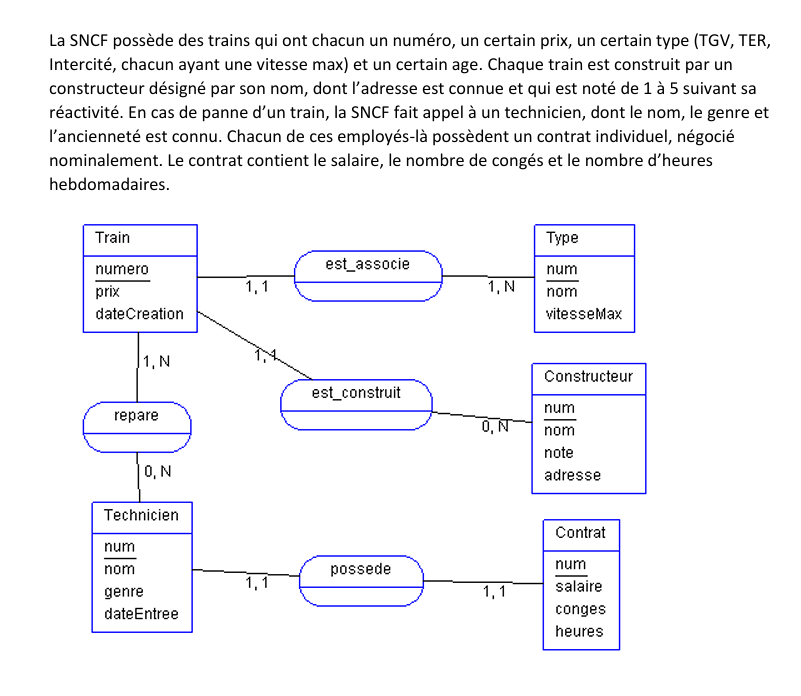 La SNCF possède des trains qui ont chacun un numéro, un certain prix, un certain type (TGV, TER,
Intercité, chacun ayant une vitesse max) et un certain age. Chaque train est construit par un
constructeur désigné par son nom, dont l’adresse est connue et qui est noté de 1 à 5 suivant sa
réactivité. En cas de panne d’un train, la SNCF fait appel à un technicien, dont le nom, le genre et
l’ancienneté est connu. Chacun de ces employés-là possèdent un contrat individuel, négocié
nominalement. Le contrat contient le salaire, le nombre de congés et le nombre d’heures
hebdomadaires.
Train
numero
prix
dateCreation
est_associe
1,1
1,N
Type
num
nom
vitesseMax
1,1
est_construit
0,N
Constructeur
num
nom
note
adresse
1,N
repare
0,N
Technicien
num
nom
genre
dateEntree
1,1
possede
1,1
Contrat
num
salaire
conges
heures